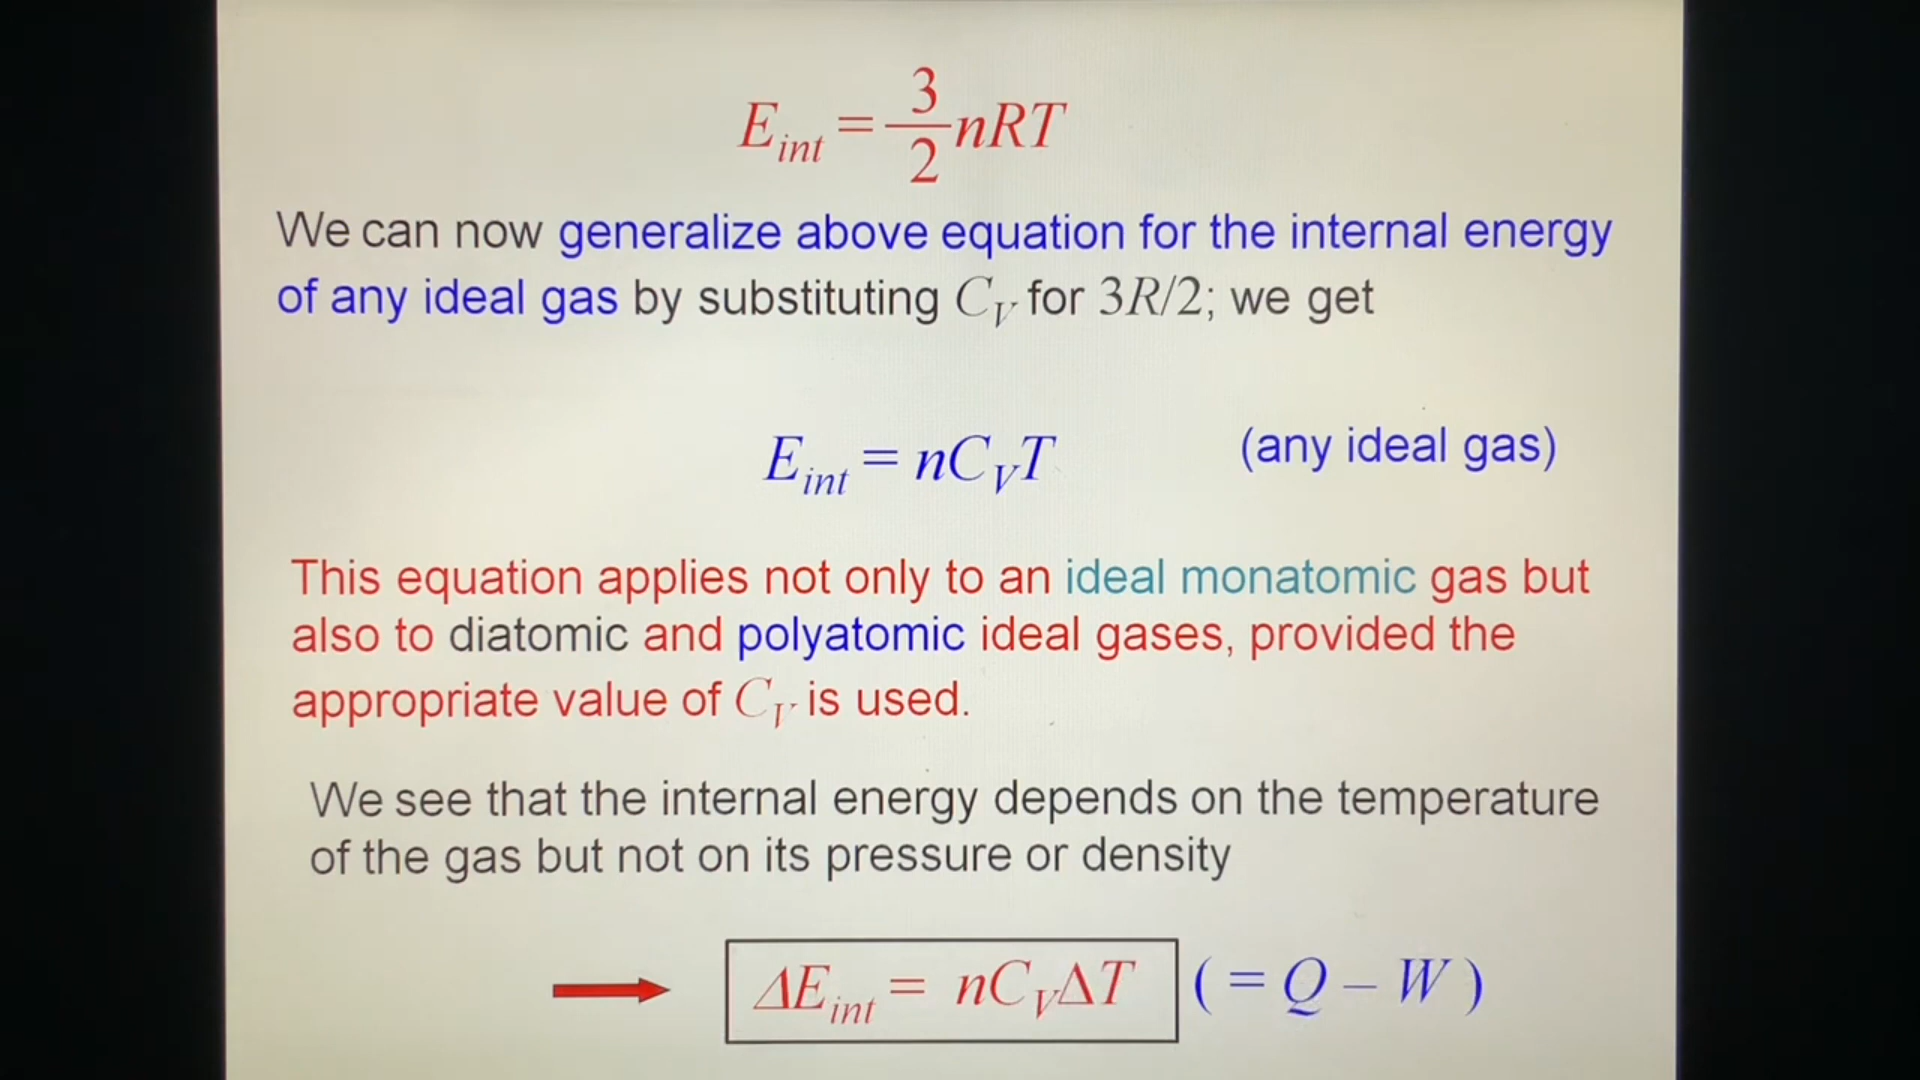 E_int = 3/2 nRT
We can now generalize above equation for the internal energy
of any ideal gas by substituting C_V for 3R/2; we get
E_int = nC_VT (any ideal gas)
This equation applies not only to an ideal monatomic gas but
also to diatomic and polyatomic ideal gases, provided the
appropriate value of C_V is used.
We see that the internal energy depends on the temperature
of the gas but not on its pressure or density
ΔE_int = nC_VΔT ( = Q – W )